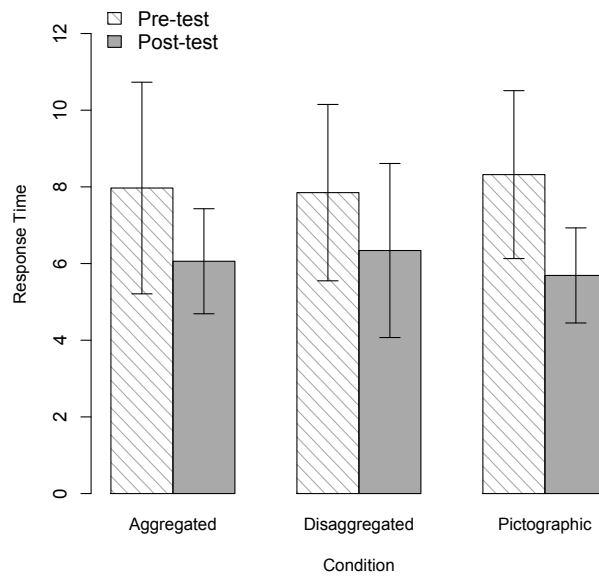 Pre-test
Post-test
12
10
8
6
4
2
0
Response Time
Aggregated Disaggregated Pictographic
Condition